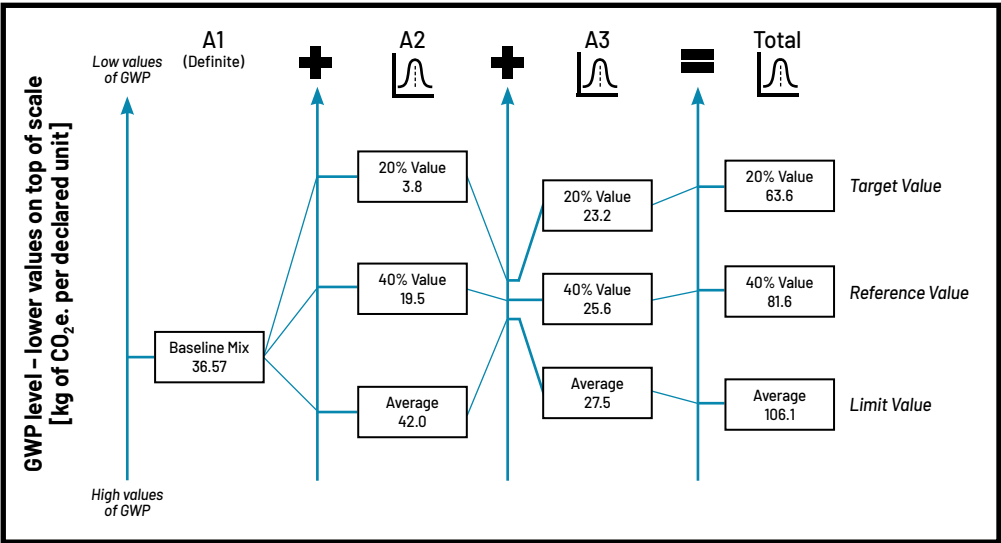 GWP level – lower values on top of scale
[kg of CO₂e. per declared unit]
Low values
of GWP
High values
of GWP
A1
(Definite)
Baseline Mix
36.57
+
A2
20% Value
3.8
40% Value
19.5
Average
42.0
+
A3
20% Value
23.2
40% Value
25.6
Average
27.5
=
Total
20% Value
63.6
40% Value
81.6
Average
106.1
Target Value
Reference Value
Limit Value